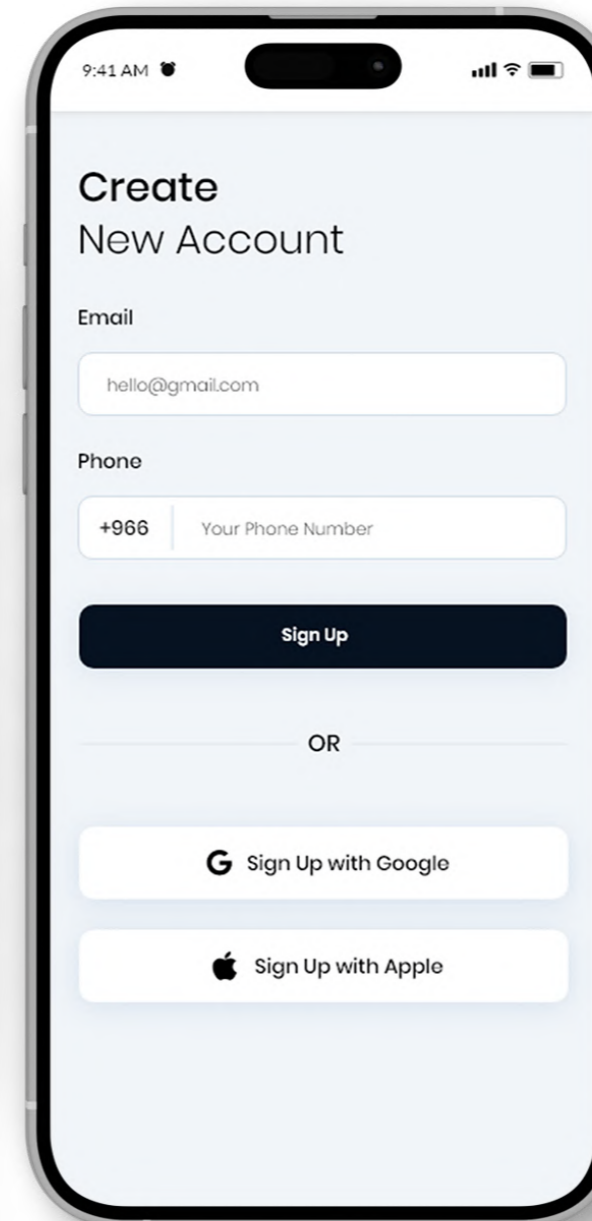 9:41 AM
Create
New Account
Email
hello@gmail.com
Phone
+966 Your Phone Number
Sign Up
OR
G Sign Up with Google
Sign Up with Apple